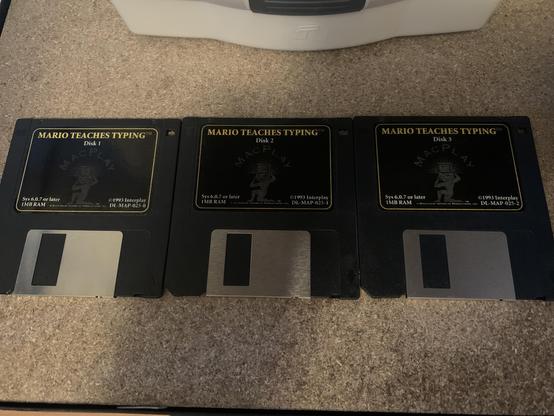 MARIO TEACHES TYPING™
Disk 1
MACPLAY
Sys 6.0.7 or later
1MB RAM
©1993 Interplay
DL-MAP-025-0
MARIO TEACHES TYPING™
Disk 2
MACPLAY
Sys 6.0.7 or later
1MB RAM
©1993 Interplay
DL-MAP-025-1
MARIO TEACHES TYPING™
Disk 3
MACPLAY
Sys 6.0.7 or later
1MB RAM
©1993 Interplay
DL-MAP-025-2